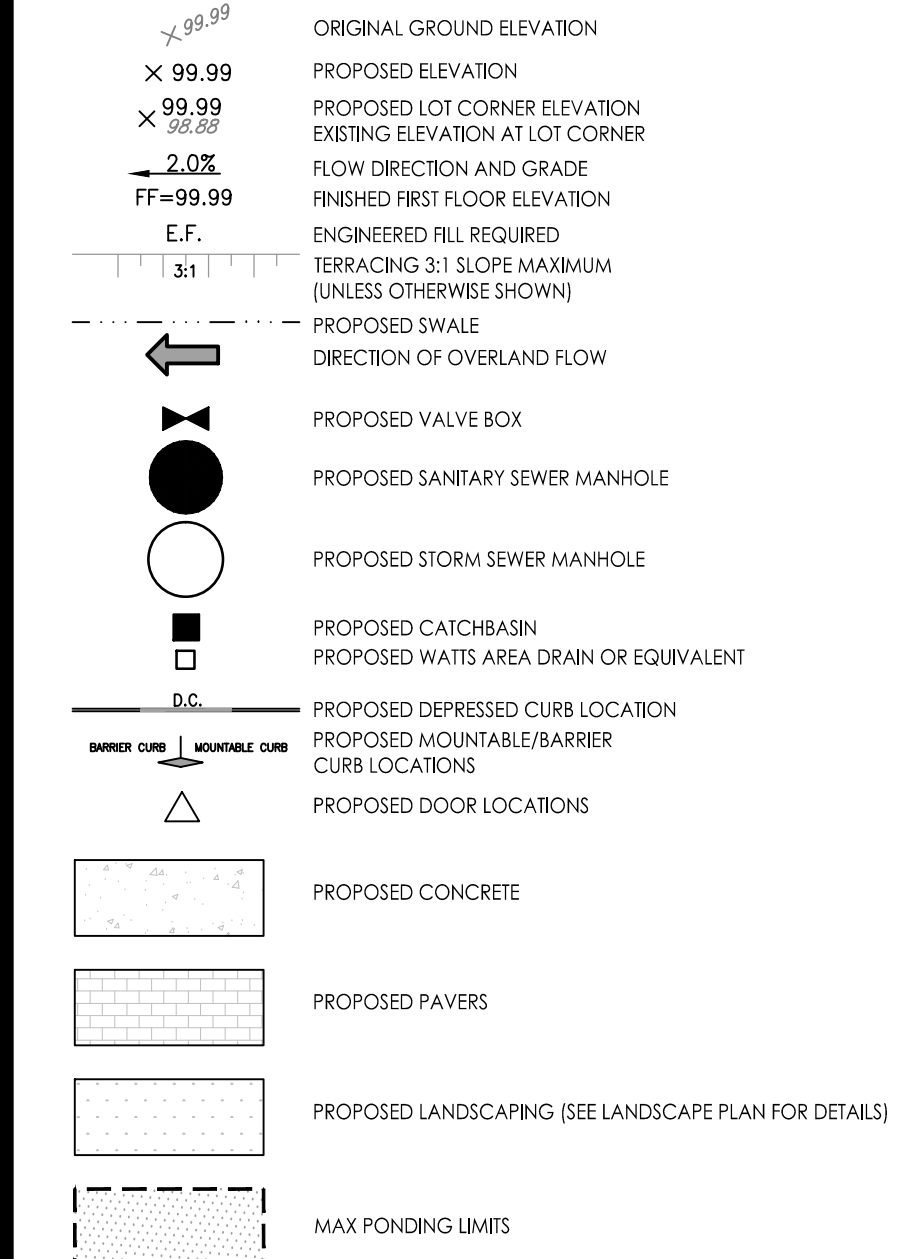 ×99.99 ORIGINAL GROUND ELEVATION
× 99.99 PROPOSED ELEVATION
× 99.99 PROPOSED LOT CORNER ELEVATION
98.88 EXISTING ELEVATION AT LOT CORNER
2.0% FLOW DIRECTION AND GRADE
FF=99.99 FINISHED FIRST FLOOR ELEVATION
E.F. ENGINEERED FILL REQUIRED
3:1 TERRACING 3:1 SLOPE MAXIMUM
(UNLESS OTHERWISE SHOWN)
PROPOSED SWALE
DIRECTION OF OVERLAND FLOW
PROPOSED VALVE BOX
PROPOSED SANITARY SEWER MANHOLE
PROPOSED STORM SEWER MANHOLE
PROPOSED CATCHBASIN
PROPOSED WATTS AREA DRAIN OR EQUIVALENT
D.C. PROPOSED DEPRESSED CURB LOCATION
BARRIER CURB MOUNTABLE CURB PROPOSED MOUNTABLE/BARRIER
CURB LOCATIONS
PROPOSED DOOR LOCATIONS
PROPOSED CONCRETE
PROPOSED PAVERS
PROPOSED LANDSCAPING (SEE LANDSCAPE PLAN FOR DETAILS)
MAX PONDING LIMITS